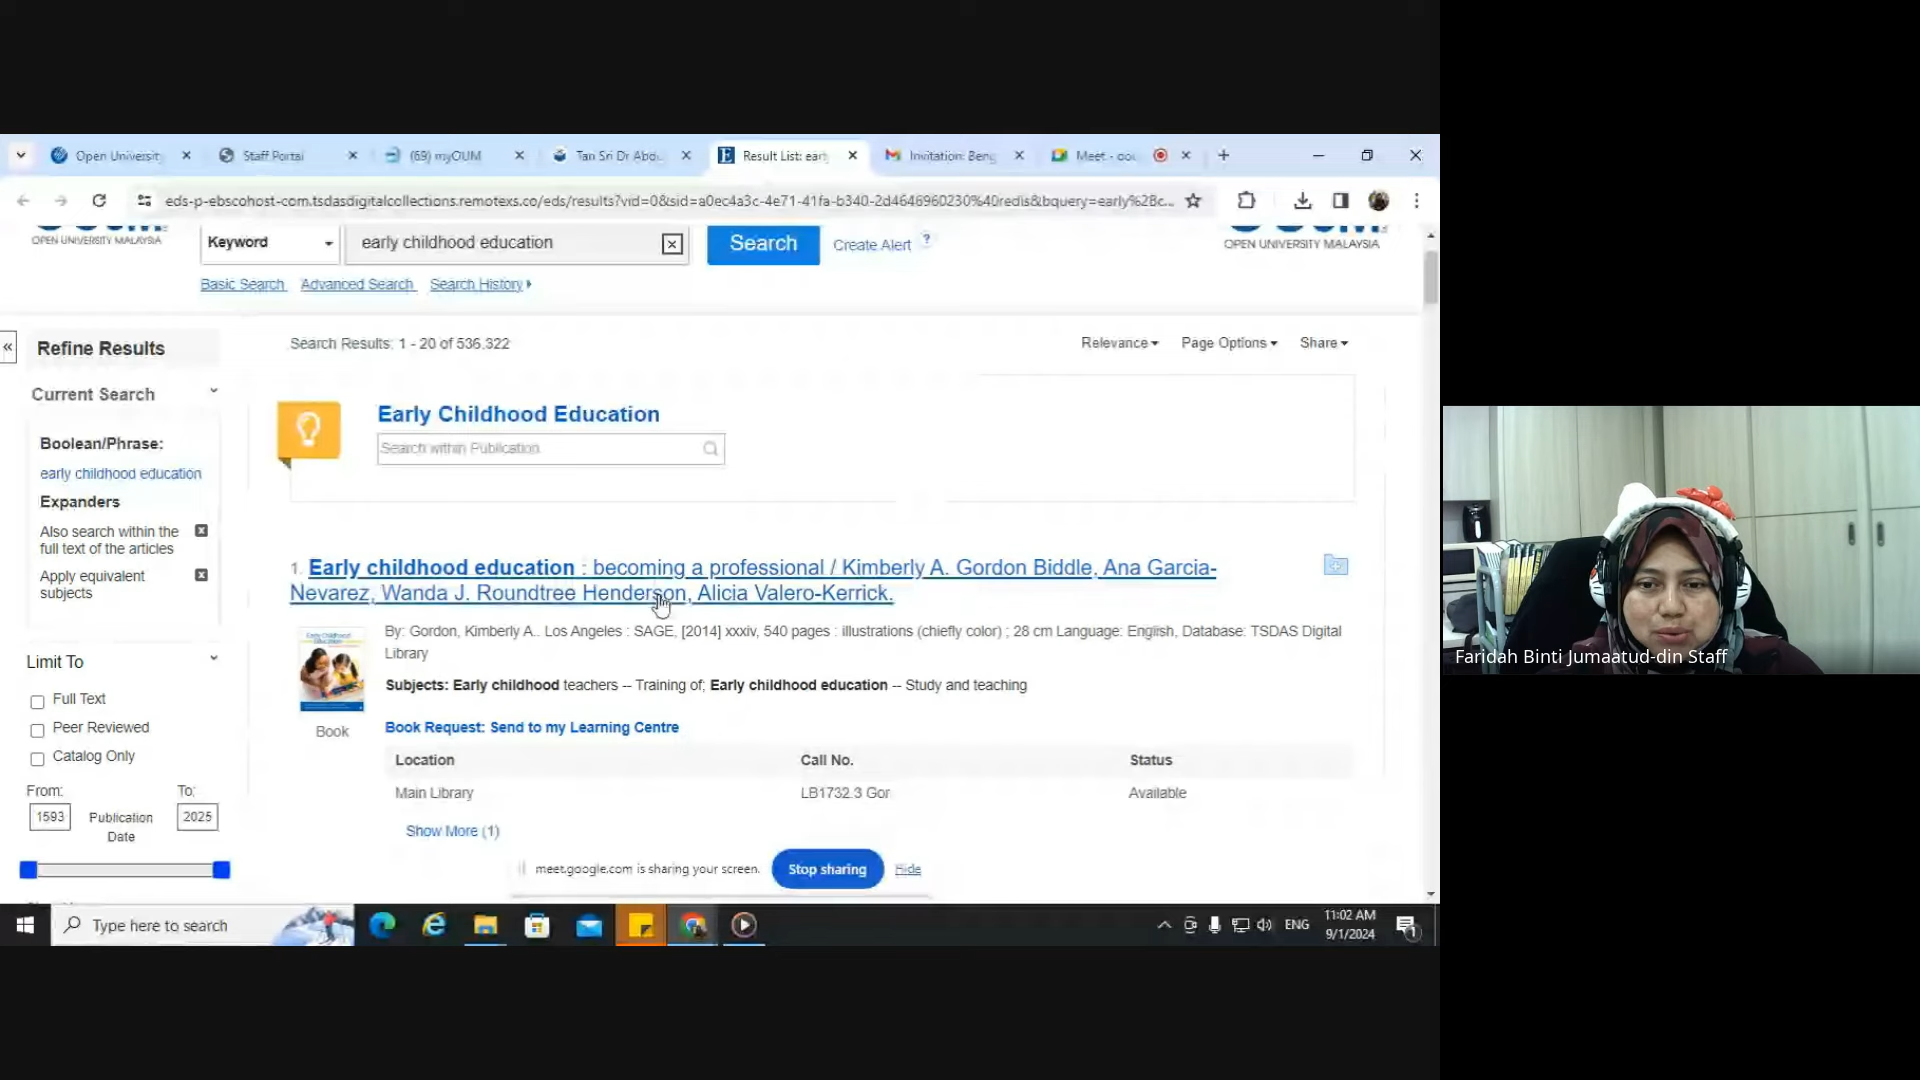 Open Universit
Staff Portal
(69) myOUM
Tan Sri Dr Abdu
Result List: earl
Invitation: Beng
Meet - oou
eds-p-ebscohost-com.tsdasdigitalcollections.remotexs.co/eds/results?vid=0&sid=a0ec4a3c-4e71-41fa-b340-2d4646960230%40redis&bquery=early%2Bc...
OPEN UNIVERSITY MALAYSIA
Keyword
early childhood education
Search
Create Alert
?
OPEN UNIVERSITY MALAYSIA
Basic Search
Advanced Search
Search History
Refine Results
Search Results: 1 - 20 of 536,322
Relevance
Page Options
Share
Current Search
Boolean/Phrase:
early childhood education
Expanders
Also search within the
full text of the articles
Apply equivalent
subjects
Early Childhood Education
Search within Publication
1. Early childhood education : becoming a professional / Kimberly A. Gordon Biddle, Ana Garcia-
Nevarez, Wanda J. Roundtree Henderson, Alicia Valero-Kerrick.
By: Gordon, Kimberly A.. Los Angeles : SAGE, [2014] xxxiv, 540 pages : illustrations (chiefly color) ; 28 cm Language: English, Database: TSDAS Digital
Library
Subjects: Early childhood teachers -- Training of; Early childhood education -- Study and teaching
Book
Book Request: Send to my Learning Centre
Location
Call No.
Status
Main Library
LB1732.3 Gor
Available
Show More (1)
Limit To
Full Text
Peer Reviewed
Catalog Only
From:
To:
1593
Publication
Date
2025
meet.google.com is sharing your screen.
Stop sharing
Hide
Type here to search
ENG
11:02 AM
9/1/2024
1
Faridah Binti Jumaatud-din Staff